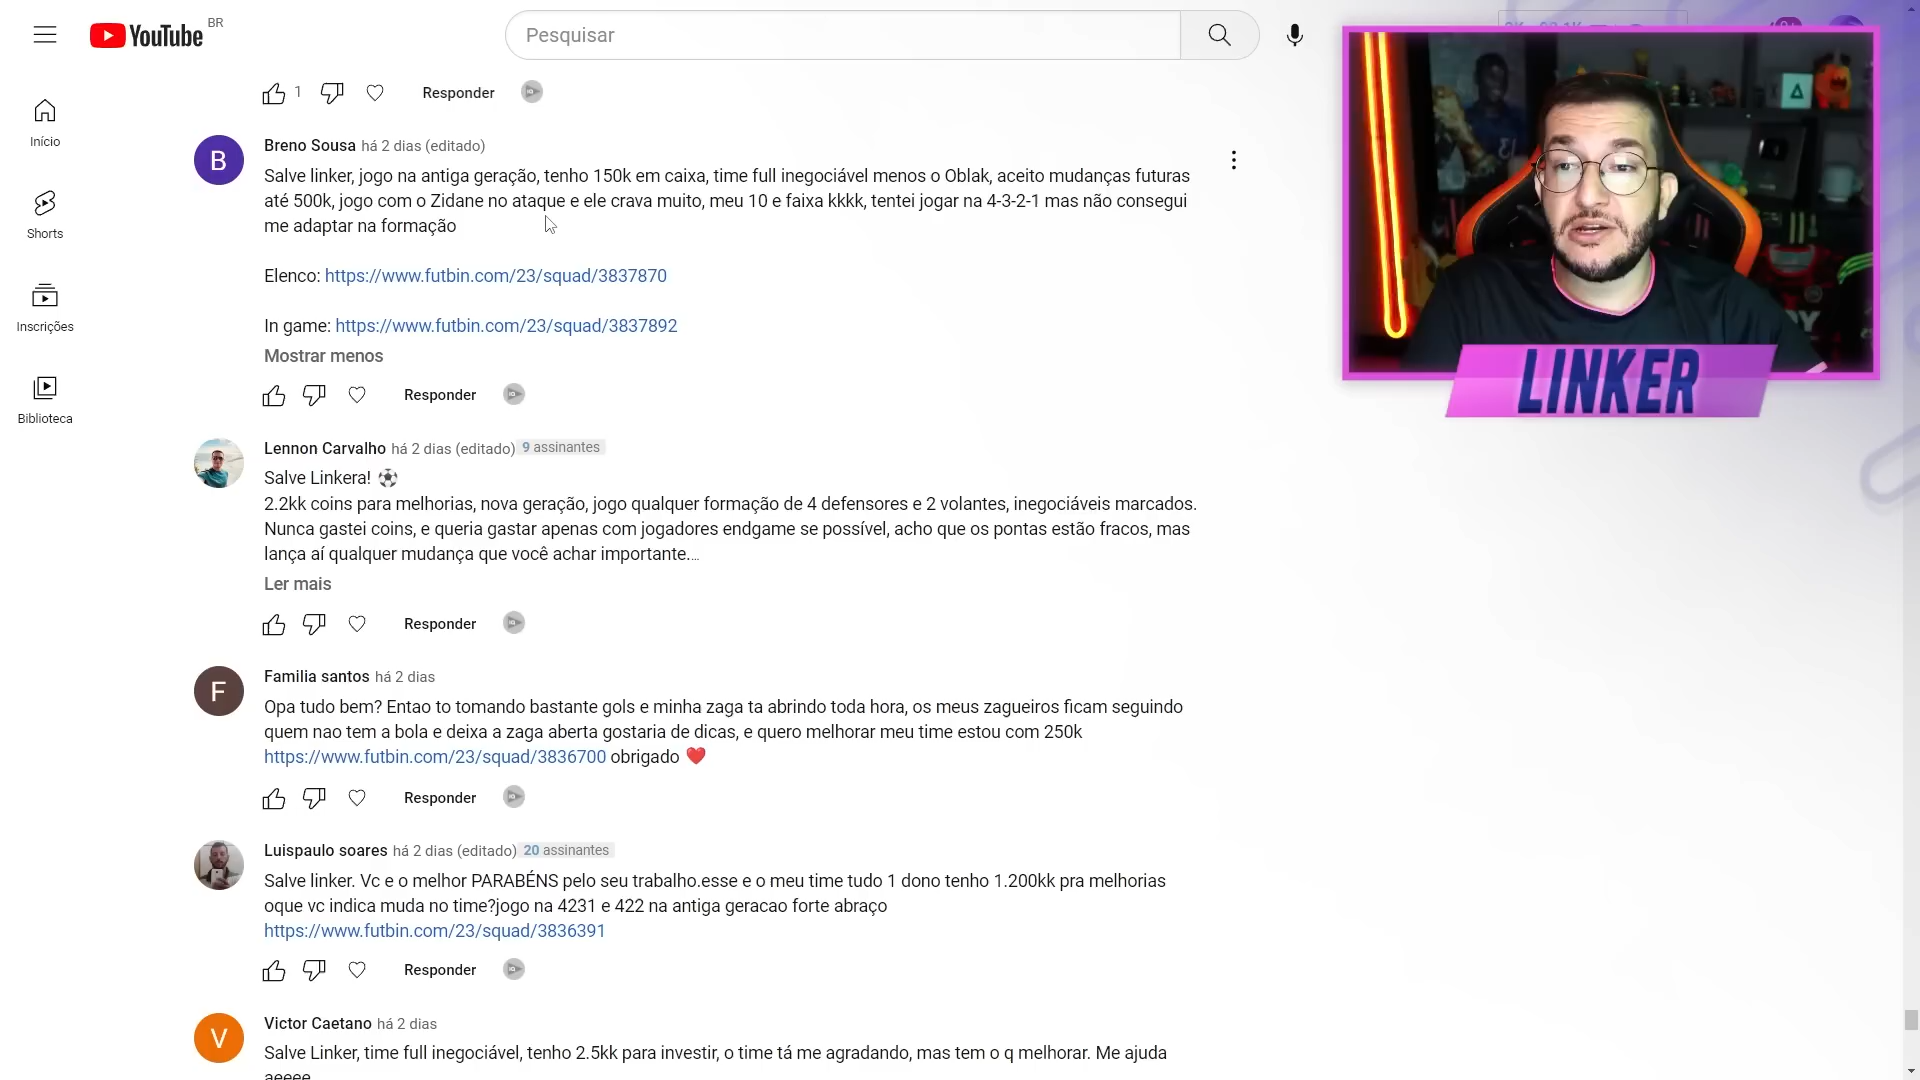 YouTube BR
Pesquisar
Início
Shorts
Inscrições
Biblioteca
1 Responder
B
Breno Sousa há 2 dias (editado)
Salve linker, jogo na antiga geração, tenho 150k em caixa, time full inegociável menos o Oblak, aceito mudanças futuras
até 500k, jogo com o Zidane no ataque e ele crava muito, meu 10 e faixa kkkk, tentei jogar na 4-3-2-1 mas não consegui
me adaptar na formação
Elenco: https://www.futbin.com/23/squad/3837870
In game: https://www.futbin.com/23/squad/3837892
Mostrar menos
Responder
Lennon Carvalho há 2 dias (editado) 9 assinantes
Salve Linkera! ⚽
2.2kk coins para melhorias, nova geração, jogo qualquer formação de 4 defensores e 2 volantes, inegociáveis marcados.
Nunca gastei coins, e queria gastar apenas com jogadores endgame se possível, acho que os pontas estão fracos, mas
lança aí qualquer mudança que você achar importante....
Ler mais
Responder
F
Familia santos há 2 dias
Opa tudo bem? Entao to tomando bastante gols e minha zaga ta abrindo toda hora, os meus zagueiros ficam seguindo
quem nao tem a bola e deixa a zaga aberta gostaria de dicas, e quero melhorar meu time estou com 250k
https://www.futbin.com/23/squad/3836700 obrigado ❤️
Responder
Luispaulo soares há 2 dias (editado) 20 assinantes
Salve linker. Vc e o melhor PARABÉNS pelo seu trabalho.esse e o meu time tudo 1 dono tenho 1.200kk pra melhorias
oque vc indica muda no time?jogo na 4231 e 422 na antiga geracao forte abraço
https://www.futbin.com/23/squad/3836391
Responder
V
Victor Caetano há 2 dias
Salve Linker, time full inegociável, tenho 2.5kk para investir, o time tá me agradando, mas tem o q melhorar. Me ajuda
aeeee
LINKER